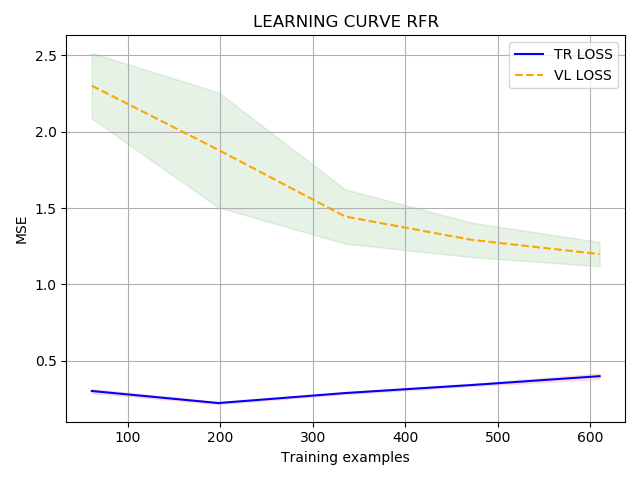 LEARNING CURVE RFR
TR LOSS
VL LOSS
MSE
2.5
2.0
1.5
1.0
0.5
100 200 300 400 500 600
Training examples